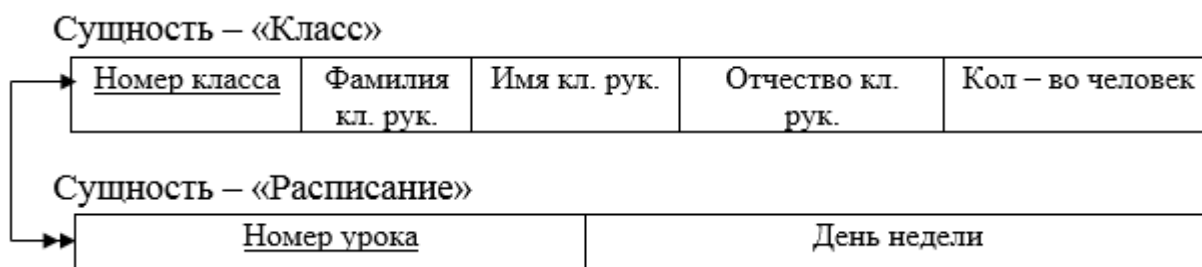 Сущность – «Класс»
Номер класса Фамилия кл. рук. Имя кл. рук. Отчество кл. рук. Кол – во человек
Сущность – «Расписание»
Номер урока День недели